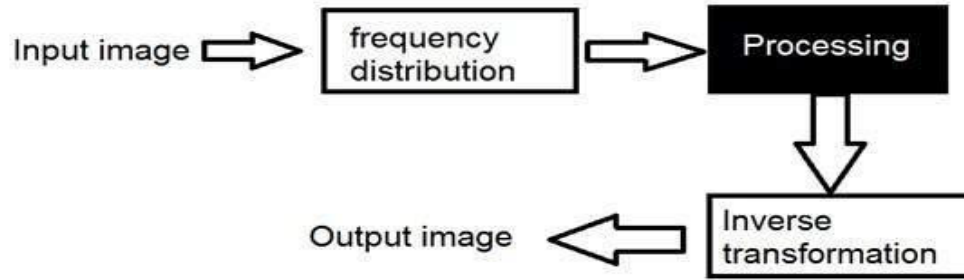 Input image
frequency
distribution
Processing
Inverse
transformation
Output image